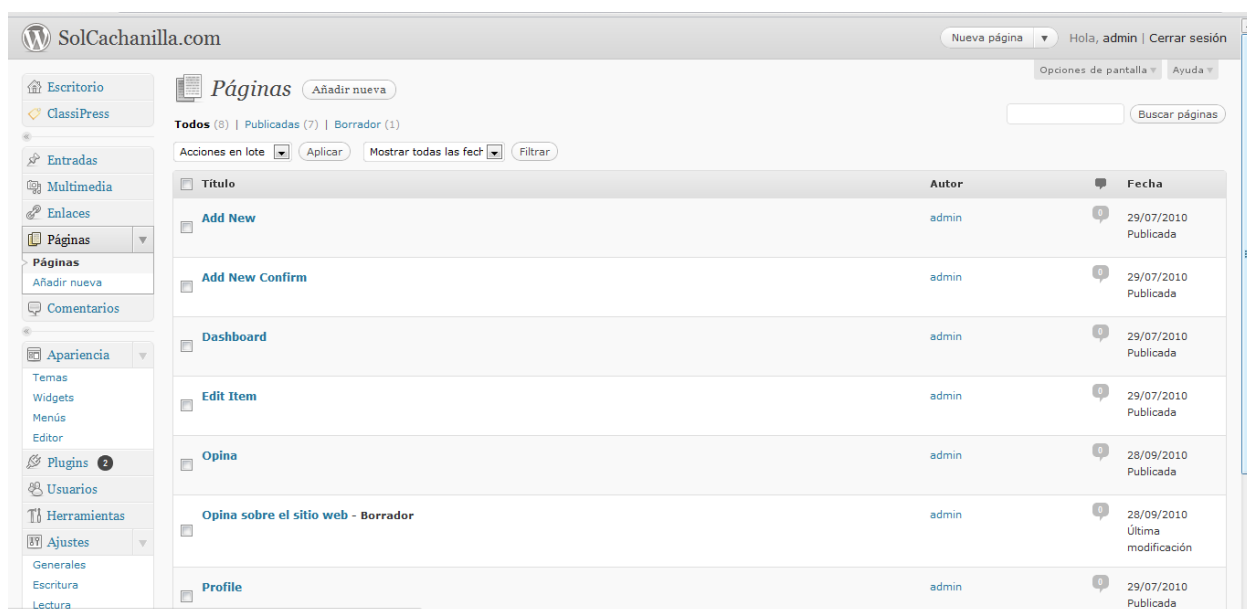 SolCachanilla.com
Nueva página
Hola, admin | Cerrar sesión
Opciones de pantalla
Ayuda
Escritorio
ClassiPress
Entradas
Multimedia
Enlaces
Páginas
Páginas
Añadir nueva
Comentarios
Apariencia
Temas
Widgets
Menús
Editor
Plugins 2
Usuarios
Herramientas
Ajustes
Generales
Escritura
Lectura
Páginas Añadir nueva
Buscar páginas
Todos (8) | Publicadas (7) | Borrador (1)
Acciones en lote Aplicar Mostrar todas las fech Filtrar
Título Autor Fecha
Add New admin 0 29/07/2010
Publicada
Add New Confirm admin 0 29/07/2010
Publicada
Dashboard admin 0 29/07/2010
Publicada
Edit Item admin 0 29/07/2010
Publicada
Opina admin 0 28/09/2010
Publicada
Opina sobre el sitio web - Borrador admin 0 28/09/2010
Última
modificación
Profile admin 0 29/07/2010
Publicada